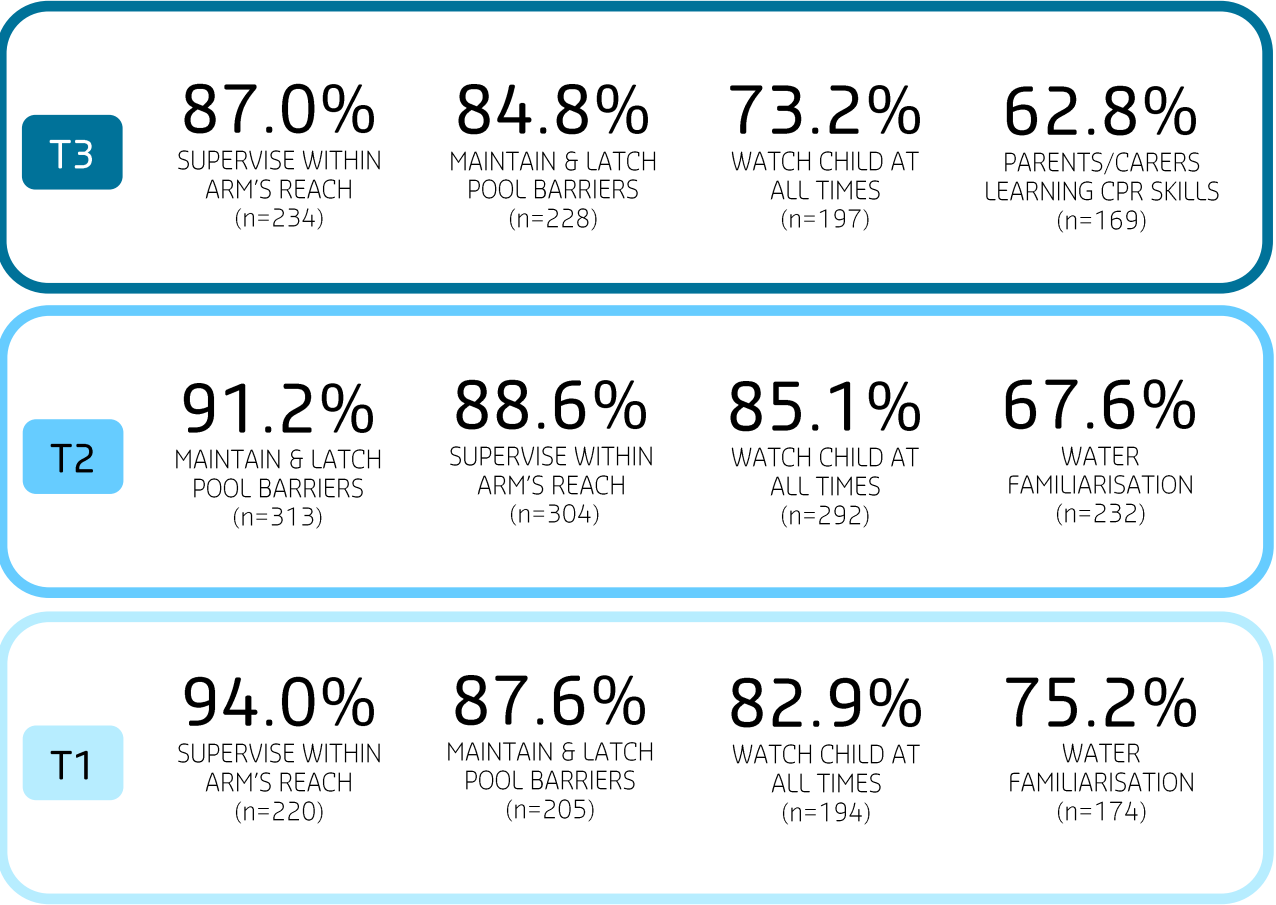 T3
87.0%
SUPERVISE WITHIN
ARM'S REACH
(n=234)
84.8%
MAINTAIN & LATCH
POOL BARRIERS
(n=228)
73.2%
WATCH CHILD AT
ALL TIMES
(n=197)
62.8%
PARENTS/CARERS
LEARNING CPR SKILLS
(n=169)
T2
91.2%
MAINTAIN & LATCH
POOL BARRIERS
(n=313)
88.6%
SUPERVISE WITHIN
ARM'S REACH
(n=304)
85.1%
WATCH CHILD AT
ALL TIMES
(n=292)
67.6%
WATER
FAMILIARISATION
(n=232)
T1
94.0%
SUPERVISE WITHIN
ARM'S REACH
(n=220)
87.6%
MAINTAIN & LATCH
POOL BARRIERS
(n=205)
82.9%
WATCH CHILD AT
ALL TIMES
(n=194)
75.2%
WATER
FAMILIARISATION
(n=174)